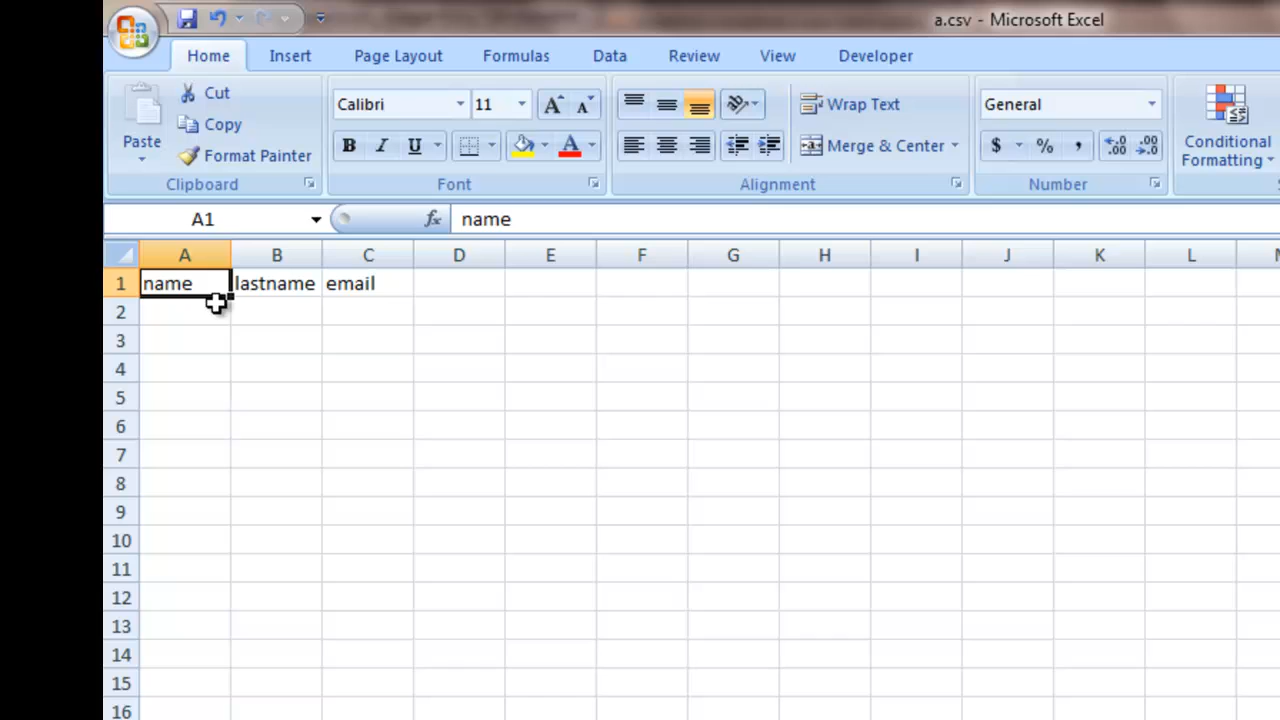 a.csv - Microsoft Excel
Home Insert Page Layout Formulas Data Review View Developer
Cut
Calibri 11 Wrap Text General
Copy
Paste
B I U Merge & Center $ % , Conditional
Format Painter Formatting
Clipboard Font Alignment Number
A1 fx name
A B C D E F G H I J K L
1 name lastname email
2
3
4
5
6
7
8
9
10
11
12
13
14
15
16